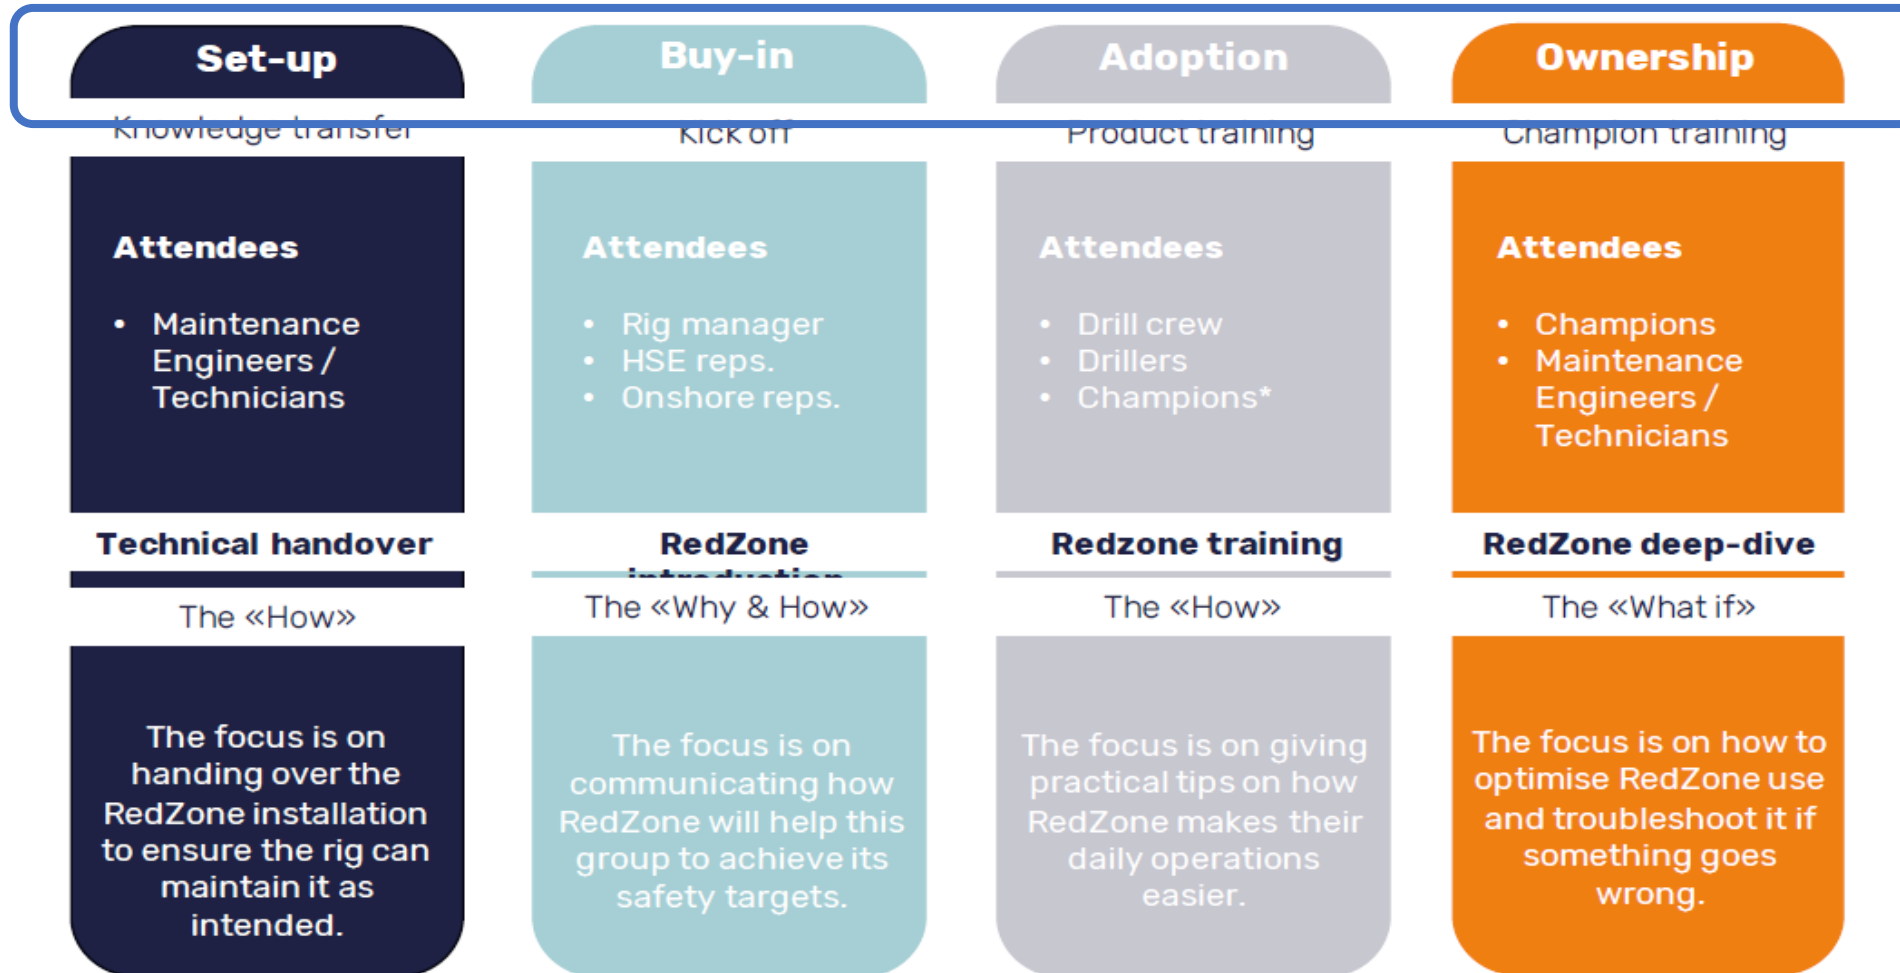 Set-up
Knowledge transfer
Attendees
• Maintenance
Engineers /
Technicians
Technical handover
The «How»
The focus is on
handing over the
RedZone installation
to ensure the rig can
maintain it as
intended.
Buy-in
Kick off
Attendees
• Rig manager
• HSE reps.
• Onshore reps.
RedZone
introduction
The «Why & How»
The focus is on
communicating how
RedZone will help this
group to achieve its
safety targets.
Adoption
Product training
Attendees
• Drill crew
• Drillers
• Champions*
Redzone training
The «How»
The focus is on giving
practical tips on how
RedZone makes their
daily operations
easier.
Ownership
Champion training
Attendees
• Champions
• Maintenance
Engineers /
Technicians
RedZone deep-dive
The «What if»
The focus is on how to
optimise RedZone use
and troubleshoot it if
something goes
wrong.